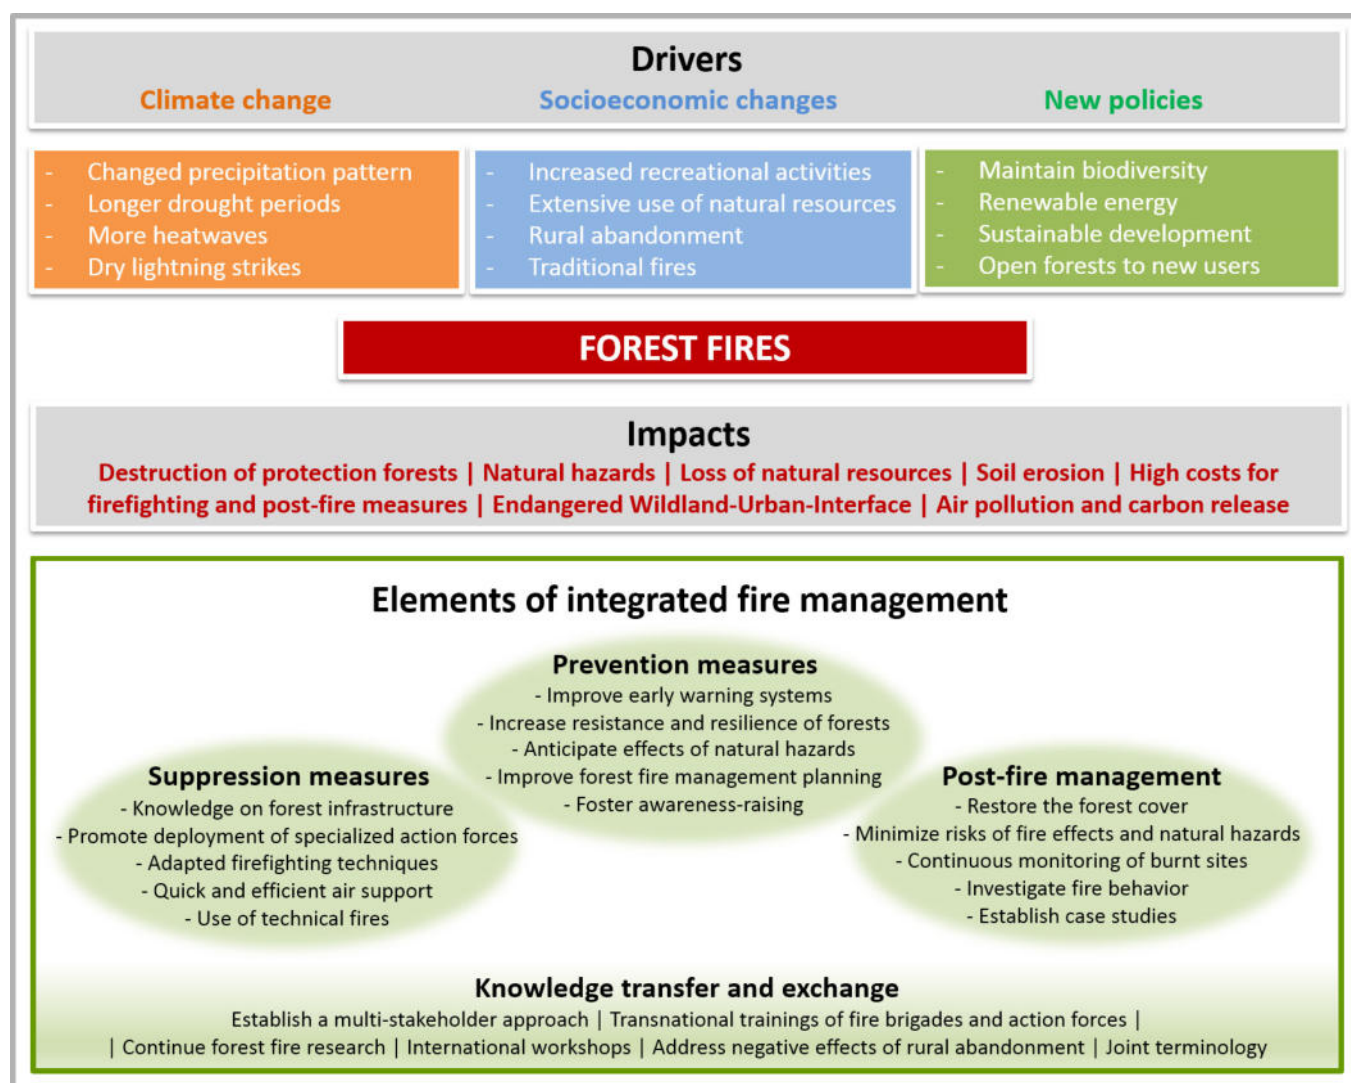 Drivers
Climate change
Socioeconomic changes
New policies
- Changed precipitation pattern
- Longer drought periods
- More heatwaves
- Dry lightning strikes
- Increased recreational activities
- Extensive use of natural resources
- Rural abandonment
- Traditional fires
- Maintain biodiversity
- Renewable energy
- Sustainable development
- Open forests to new users
FOREST FIRES
Impacts
Destruction of protection forests | Natural hazards | Loss of natural resources | Soil erosion | High costs for
firefighting and post-fire measures | Endangered Wildland-Urban-Interface | Air pollution and carbon release
Elements of integrated fire management
Prevention measures
- Improve early warning systems
- Increase resistance and resilience of forests
- Anticipate effects of natural hazards
- Improve forest fire management planning
- Foster awareness-raising
Suppression measures
- Knowledge on forest infrastructure
- Promote deployment of specialized action forces
- Adapted firefighting techniques
- Quick and efficient air support
- Use of technical fires
Post-fire management
- Restore the forest cover
- Minimize risks of fire effects and natural hazards
- Continuous monitoring of burnt sites
- Investigate fire behavior
- Establish case studies
Knowledge transfer and exchange
Establish a multi-stakeholder approach | Transnational trainings of fire brigades and action forces |
| Continue forest fire research | International workshops | Address negative effects of rural abandonment | Joint terminology